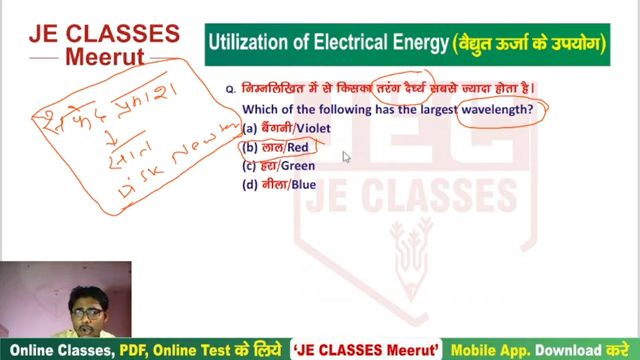 JE CLASSES
Meerut
Utilization of Electrical Energy (वैद्युत ऊर्जा के उपयोग)
सफेद प्रकाश
सात
Disk New
Q. निम्नलिखित में से किसका तरंग दैर्ध्य सबसे ज्यादा होता है।
Which of the following has the largest wavelength?
(a) बैंगनी/Violet
(b) लाल/Red
(c) हरा/Green
(d) नीला/Blue
JE CLASSES
Online Classes, PDF, Online Test के लिये 'JE CLASSES Meerut' Mobile App. Download करे